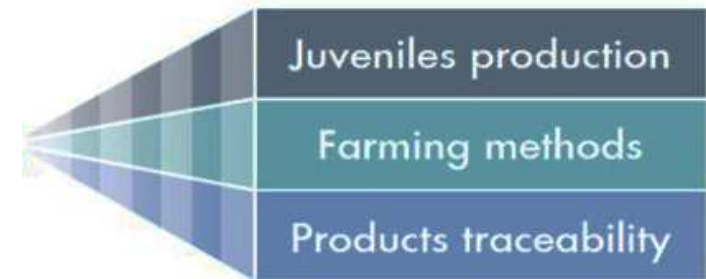 Juveniles production
Farming methods
Products traceability